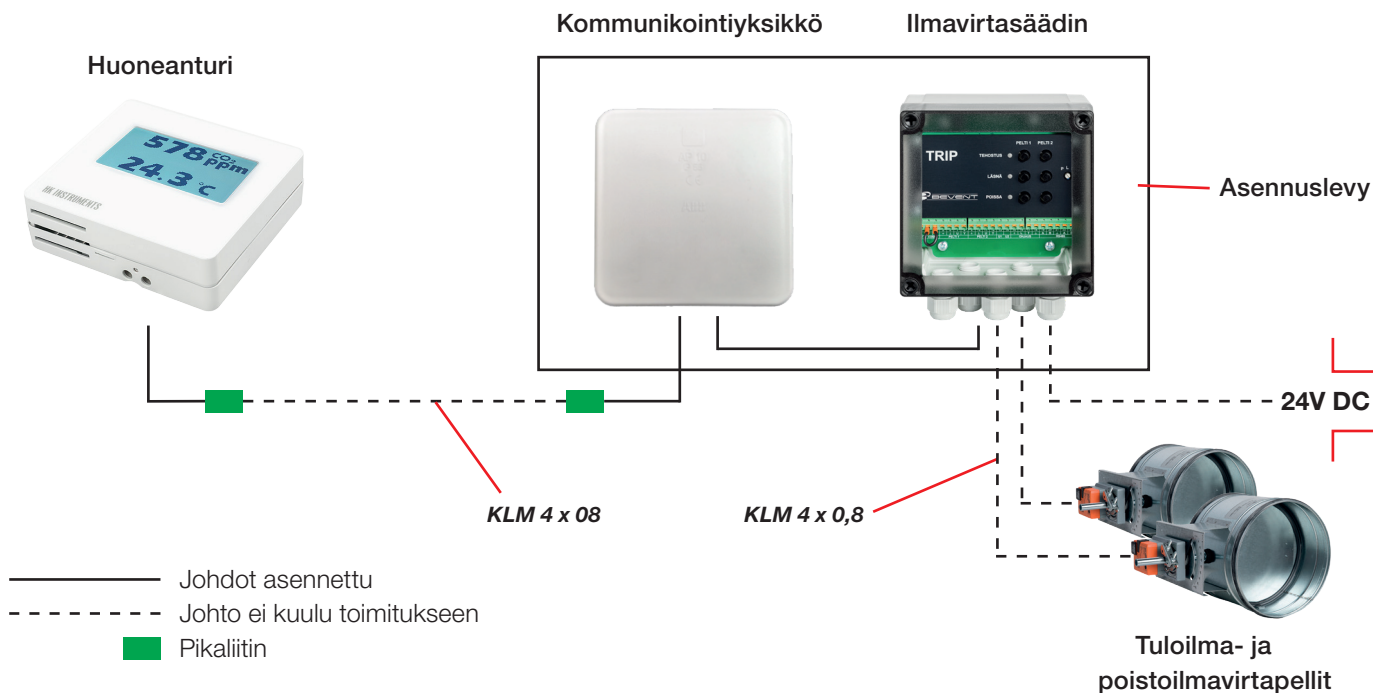 Kommunikointiyksikkö
Ilmavirtasäädin
Huoneanturi
578 CO2 ppm
24.3 °C
HK INSTRUMENTS
PELTI 1 PELTI 2
TRIP
TEHOSTUS
LÄSNÄ
P L
BEVENT
POISSA
Asennuslevy
24V DC
KLM 4 x 08
KLM 4 x 0,8
Johdot asennettu
Johto ei kuulu toimitukseen
Pikaliitin
Tuloilma- ja
poistoilmavirtapellit